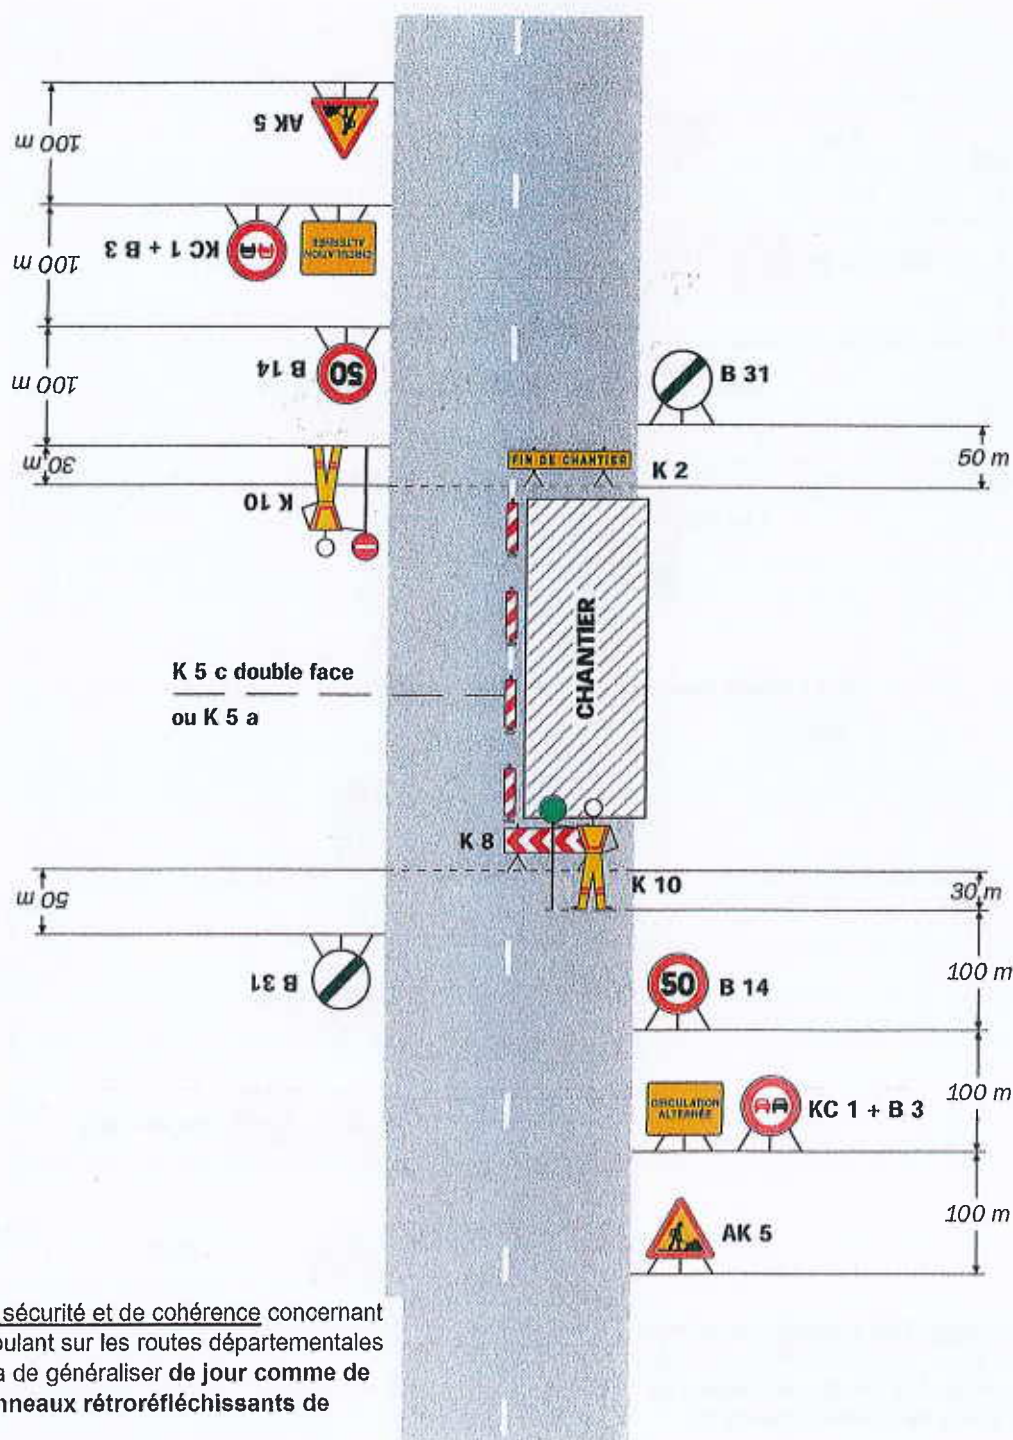 AK 5
100 m
KC 1 + B 3
CIRCULATION
ALTERNÉE
100 m
B 14
50
100 m
B 31
FIN DE CHANTIER
K 2
50 m
30 m
K 10
CHANTIER
K 5 c double face
ou K 5 a
K 8
K 10
30 m
50 m
B 31
50
B 14
100 m
CIRCULATION
ALTERNÉE
KC 1 + B 3
100 m
AK 5
100 m
sécurité et de cohérence concernant
oulant sur les routes départementales
a de généraliser de jour comme de
nneaux rétroréfléchissants de